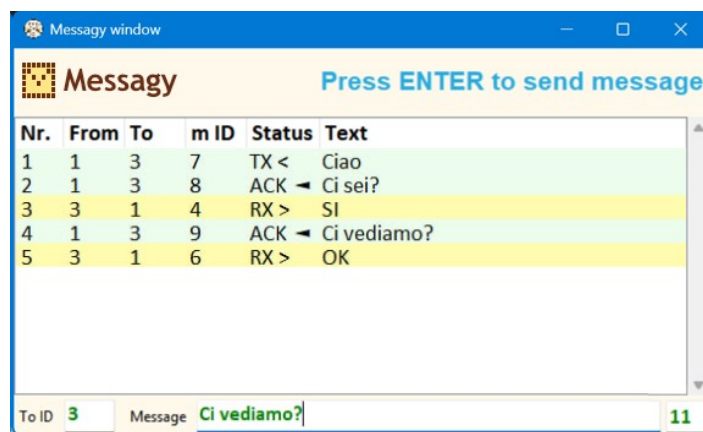 Messagy window
Messagy Press ENTER to send message
Nr. From To m ID Status Text
1 1 3 7 TX < Ciao
2 1 3 8 ACK ◄ Ci sei?
3 3 1 4 RX > SI
4 1 3 9 ACK ◄ Ci vediamo?
5 3 1 6 RX > OK
To ID 3 Message Ci vediamo? 11